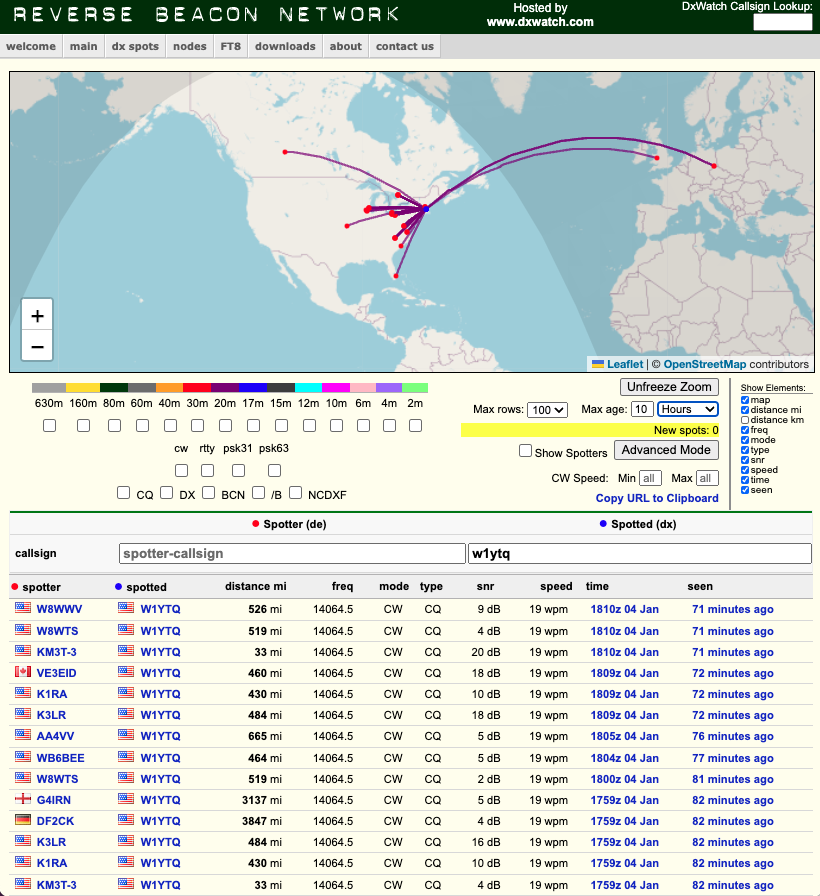 REVERSE BEACON NETWORK
Hosted by
www.dxwatch.com
DxWatch Callsign Lookup:
welcome main dx spots nodes FT8 downloads about contact us
+
−
Leaflet | © OpenStreetMap contributors
630m 160m 80m 60m 40m 30m 20m 17m 15m 12m 10m 6m 4m 2m
cw rtty psk31 psk63
CQ DX BCN /B NCDXF
Unfreeze Zoom
Max rows: 100 Max age: 10 Hours
New spots: 0
Show Spotters Advanced Mode
CW Speed: Min all Max all
Copy URL to Clipboard
Show Elements:
map
distance mi
distance km
freq
mode
type
snr
speed
time
seen
Spotter (de) Spotted (dx)
callsign spotter-callsign w1ytq
spotter spotted distance mi freq mode type snr speed time seen
W8WWV W1YTQ 526 mi 14064.5 CW CQ 9 dB 19 wpm 1810z 04 Jan 71 minutes ago
W8WTS W1YTQ 519 mi 14064.5 CW CQ 4 dB 19 wpm 1810z 04 Jan 71 minutes ago
KM3T-3 W1YTQ 33 mi 14064.5 CW CQ 20 dB 19 wpm 1810z 04 Jan 71 minutes ago
VE3EID W1YTQ 460 mi 14064.5 CW CQ 18 dB 19 wpm 1809z 04 Jan 72 minutes ago
K1RA W1YTQ 430 mi 14064.5 CW CQ 10 dB 19 wpm 1809z 04 Jan 72 minutes ago
K3LR W1YTQ 484 mi 14064.5 CW CQ 18 dB 19 wpm 1809z 04 Jan 72 minutes ago
AA4VV W1YTQ 665 mi 14064.5 CW CQ 5 dB 19 wpm 1805z 04 Jan 76 minutes ago
WB6BEE W1YTQ 464 mi 14064.5 CW CQ 5 dB 19 wpm 1804z 04 Jan 77 minutes ago
W8WTS W1YTQ 519 mi 14064.5 CW CQ 2 dB 19 wpm 1800z 04 Jan 81 minutes ago
G4IRN W1YTQ 3137 mi 14064.5 CW CQ 5 dB 19 wpm 1759z 04 Jan 82 minutes ago
DF2CK W1YTQ 3847 mi 14064.5 CW CQ 4 dB 19 wpm 1759z 04 Jan 82 minutes ago
K3LR W1YTQ 484 mi 14064.5 CW CQ 16 dB 19 wpm 1759z 04 Jan 82 minutes ago
K1RA W1YTQ 430 mi 14064.5 CW CQ 10 dB 19 wpm 1759z 04 Jan 82 minutes ago
KM3T-3 W1YTQ 33 mi 14064.5 CW CQ 4 dB 19 wpm 1759z 04 Jan 82 minutes ago